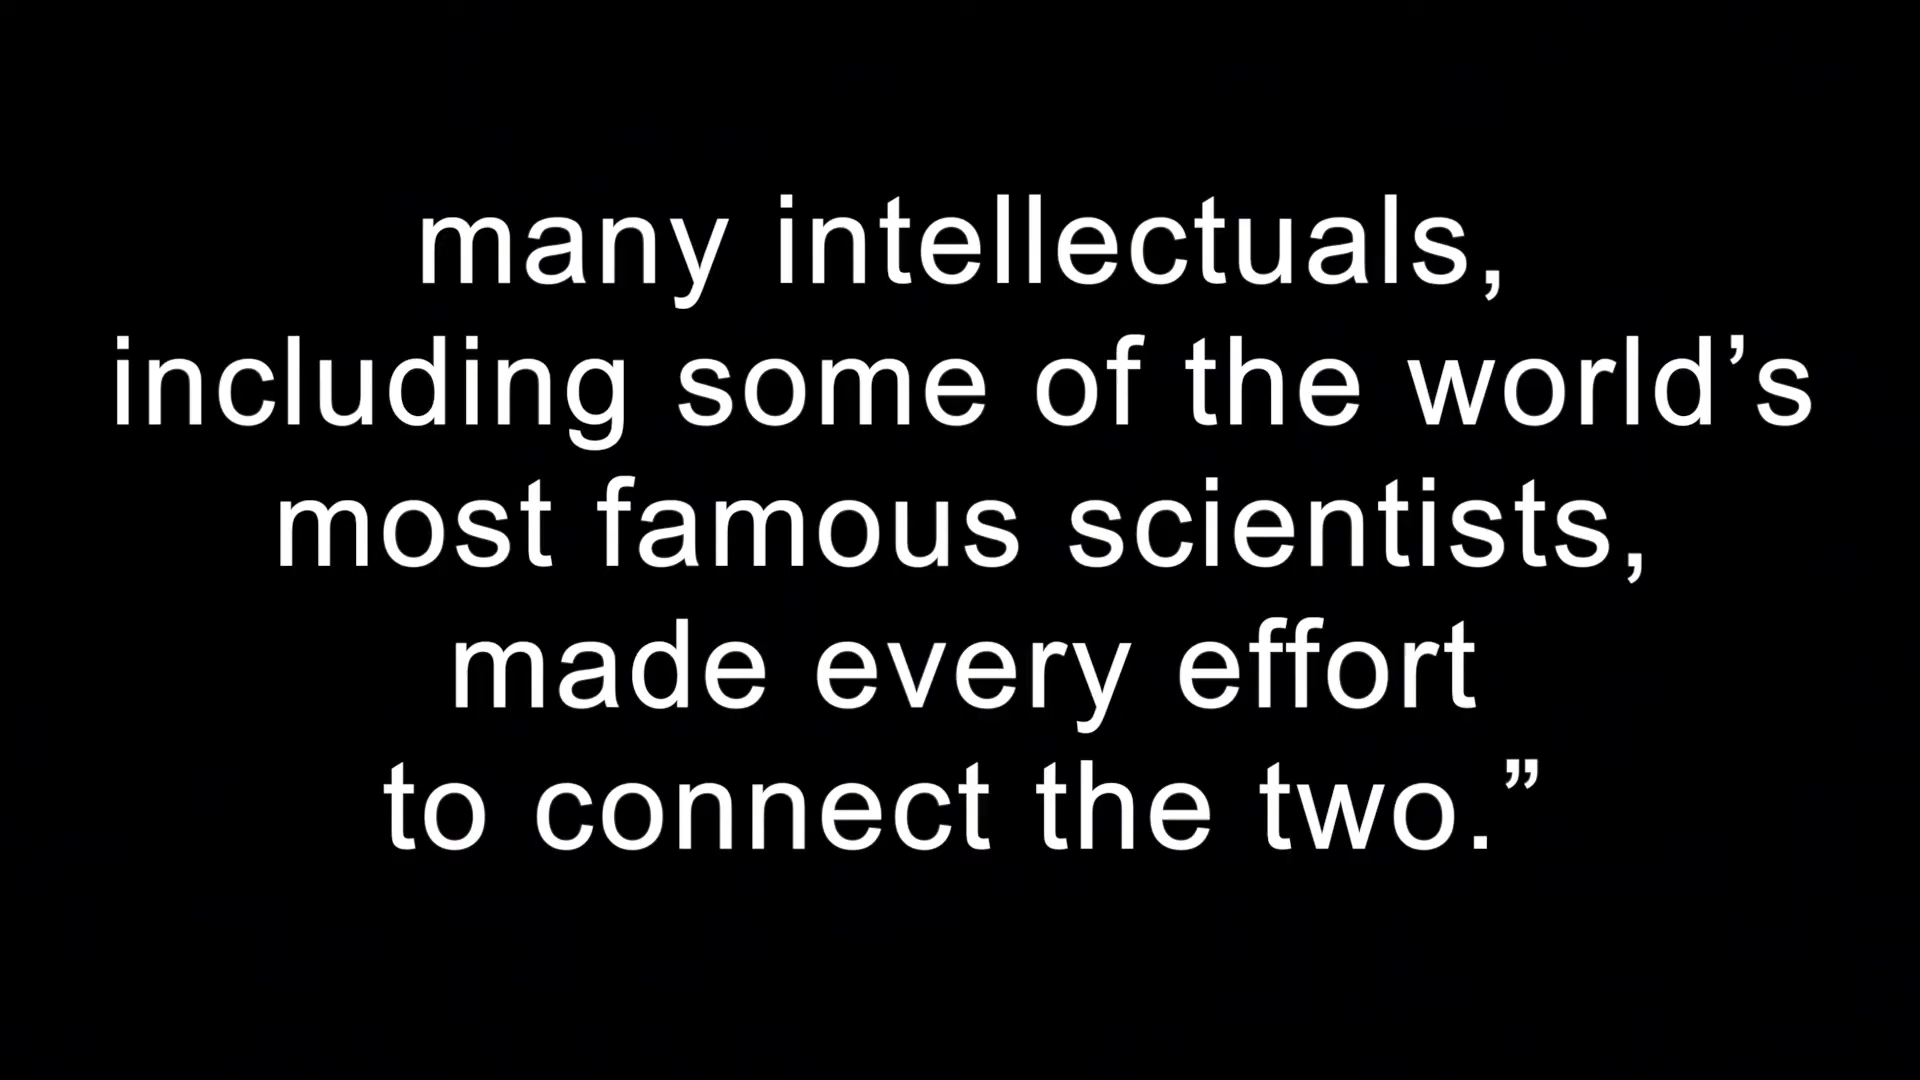 many intellectuals,
including some of the world’s
most famous scientists,
made every effort
to connect the two.”